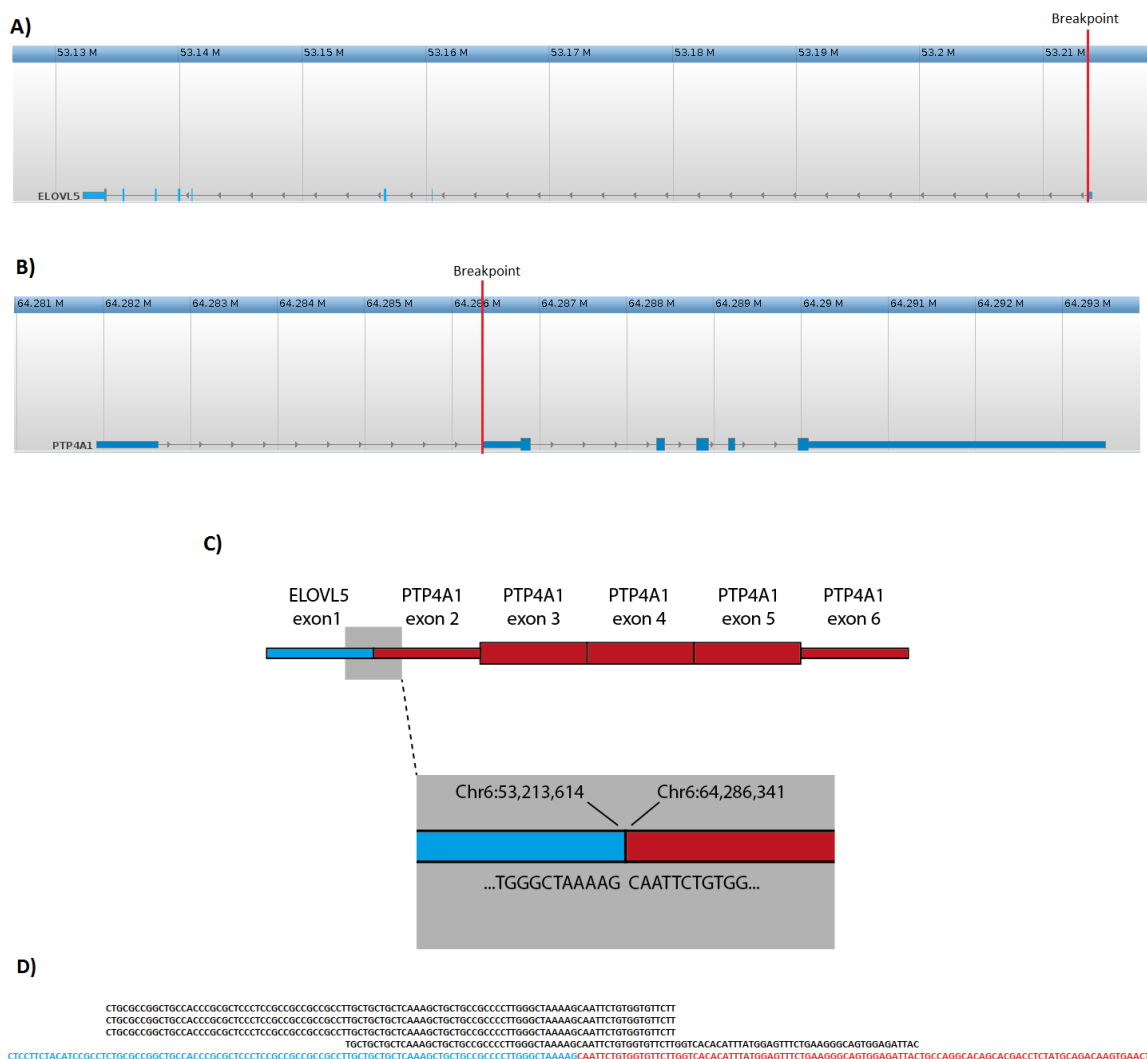 A)
Breakpoint
53.13 M 53.14 M 53.15 M 53.16 M 53.17 M 53.18 M 53.19 M 53.2 M 53.21 M
ELOVL5
B)
Breakpoint
64.281 M 64.282 M 64.283 M 64.284 M 64.285 M 64.286 M 64.287 M 64.288 M 64.289 M 64.29 M 64.291 M 64.292 M 64.293 M
PTP4A1
C)
ELOVL5 PTP4A1 PTP4A1 PTP4A1 PTP4A1 PTP4A1
exon1 exon 2 exon 3 exon 4 exon 5 exon 6
Chr6:53,213,614 Chr6:64,286,341
...TGGGCTAAAAG CAATTCTGTGG...
D)
CTGCGCCGGCTGCCACCCGCGCTCCCTCCGCCGCCGCCGCCTTGCTGCTGCTCAAAGCTGCTGCCGCCCCTTGGGCTAAAAGCAATTCTGTGGTGTTCTT
CTGCGCCGGCTGCCACCCGCGCTCCCTCCGCCGCCGCCGCCTTGCTGCTGCTCAAAGCTGCTGCCGCCCCTTGGGCTAAAAGCAATTCTGTGGTGTTCTT
CTGCGCCGGCTGCCACCCGCGCTCCCTCCGCCGCCGCCGCCTTGCTGCTGCTCAAAGCTGCTGCCGCCCCTTGGGCTAAAAGCAATTCTGTGGTGTTCTT
TGCTGCTGCTCAAAGCTGCTGCCGCCCCTTGGGCTAAAAGCAATTCTGTGGTGTTCTTGGTCACACATTTATGGAGTTTCTGAAGGGCAGTGGAGATTAC
CTCCTTCTACATCCGCCTCTGCGCCGGCTGCCACCCGCGCTCCCTCCGCCGCCGCCGCCTTGCTGCTGCTCAAAGCTGCTGCCGCCCCTTGGGCTAAAAGCAATTCTGTGGTGTTCTTGGTCACACATTTATGGAGTTTCTGAAGGGCAGTGGAGATTACTGCCAGGCACAGCACGACCTCTATGCAGACAAGTGAAC